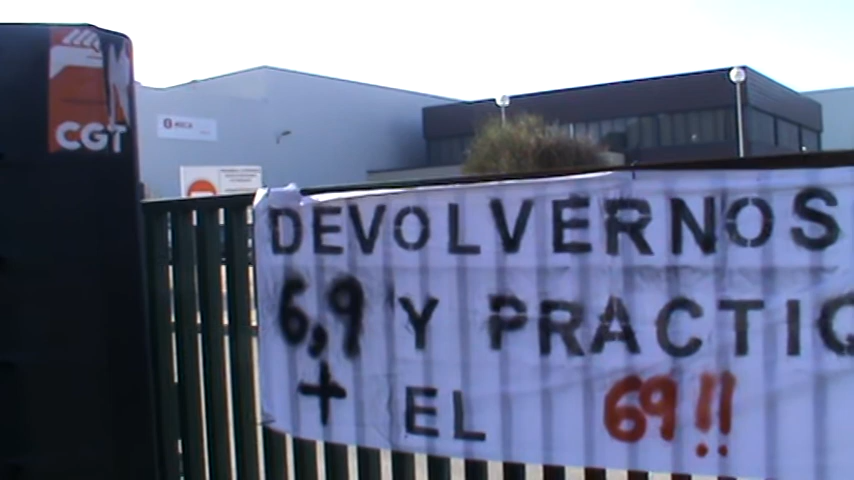 CGT
DEVOLVERNOS
6,9 Y PRACTIC
+ EL 69!!